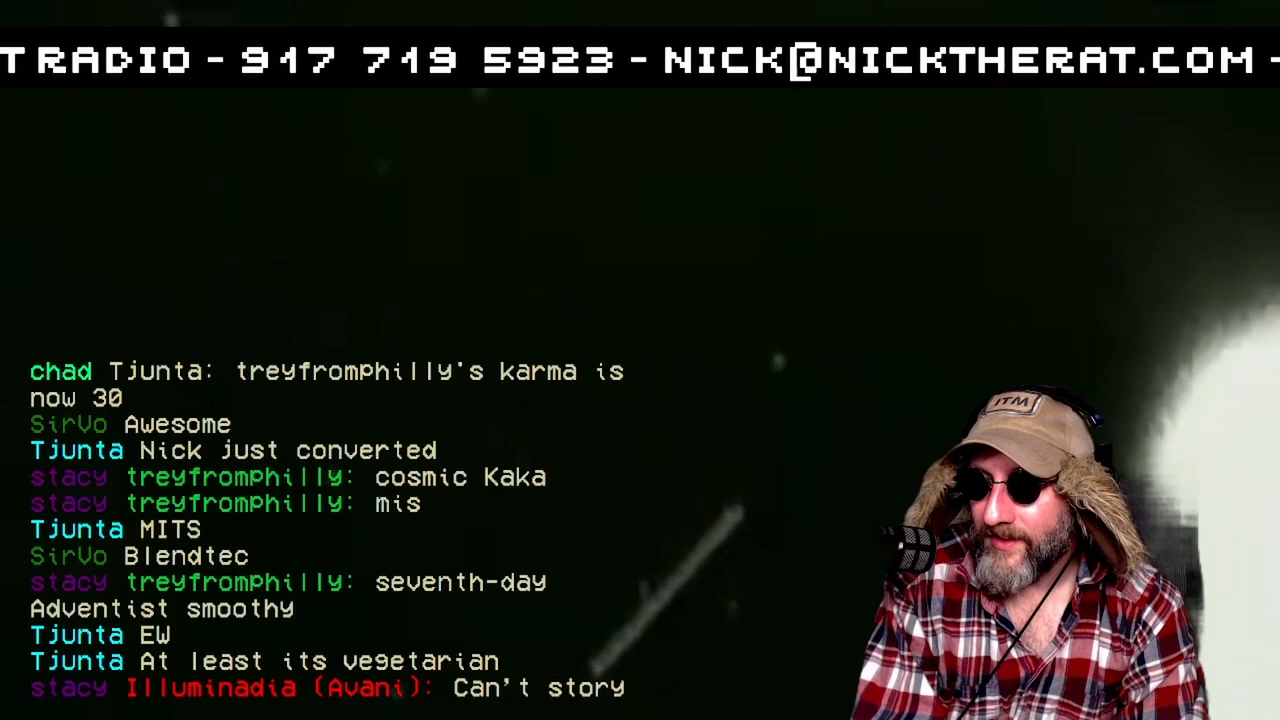 T RADIO - 917 719 5923 - NICK@NICKTHERAT.COM -
chad Tjunta: treyfromphilly's karma is
now 30
SirVo Awesome
Tjunta Nick just converted
stacy treyfromphilly: cosmic Kaka
stacy treyfromphilly: mis
Tjunta MITS
SirVo Blendtec
stacy treyfromphilly: seventh-day
Adventist smoothy
Tjunta EW
Tjunta At least its vegetarian
stacy Illuminadia (Avani): Can't story
ITM